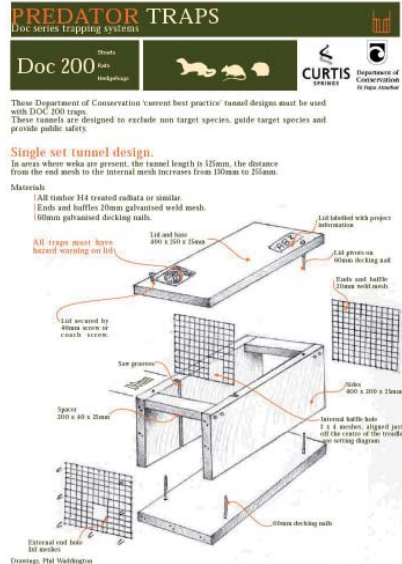 PREDATOR TRAPS
Doc series trapping systems
Doc 200
Stoats
Rats
Hedgehogs
CURTIS
SPRINGS
Department of
Conservation
Te Papa Atawhai
These Department of Conservation 'current best practice' tunnel designs must be used
with DOC 200 traps.
These tunnels are designed to exclude non target species, guide target species and
provide public safety.
Single set tunnel design.
In areas where weka are present, the tunnel length is 525mm, the distance
from the end mesh to the internal mesh increases from 130mm to 255mm.
Materials
All timber H4 treated radiata or similar.
Ends and baffles 20mm galvanised weld mesh.
60mm galvanised decking nails.
All traps must have
hazard warning on lid
Lid and base
400 x 250 x 25mm
Lid labelled with project
information
Lid pivots on
60mm decking nail
Ends and baffle
20mm weld mesh
Lid secured by
40mm screw or
coach screw.
Saw grooves
130mm
Sides
400 x 200 x 25mm
Spacer
200 x 40 x 25mm
Internal baffle hole
3 x 4 meshes, aligned just
off the centre of the treadle
see setting diagram
60mm decking nails
External end hole
meshes
Drawings, Phil Waddington